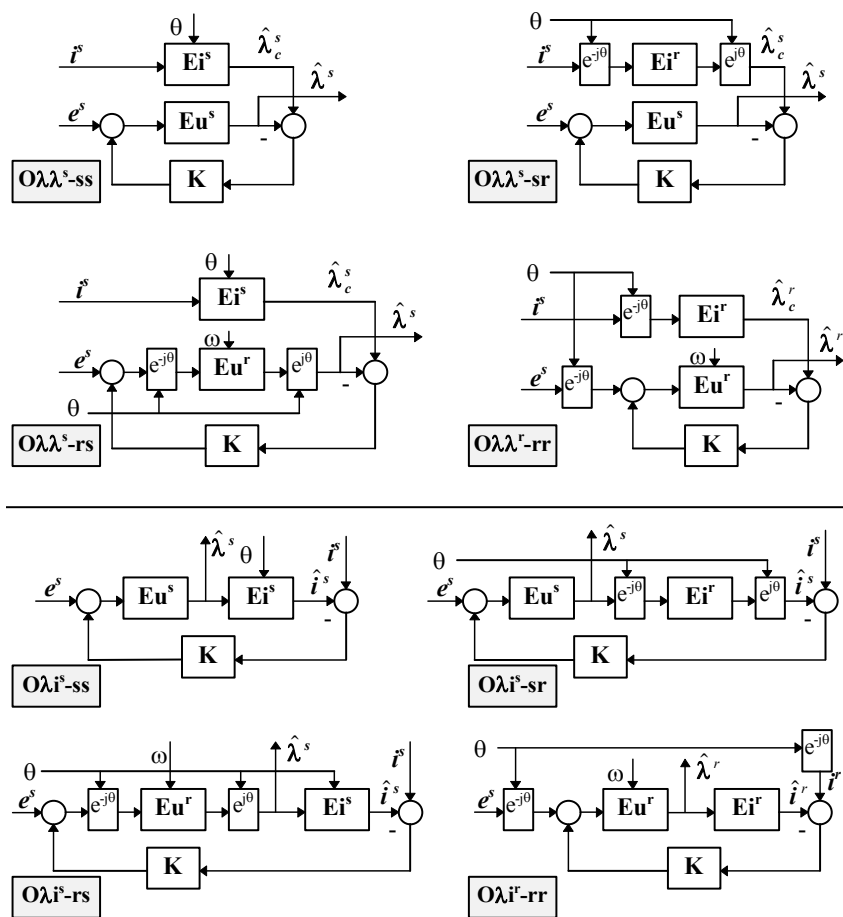 θ
i^s
Ei^s
λ̂_c^s
λ̂^s
e^s
Eu^s
-
K
Oλλ^s-ss
θ
i^s
e^-jθ
Ei^r
e^jθ
λ̂_c^s
λ̂^s
e^s
Eu^s
-
K
Oλλ^s-sr
θ
i^s
Ei^s
λ̂_c^s
λ̂^s
ω
e^s
e^-jθ
Eu^r
e^jθ
-
θ
K
Oλλ^s-rs
θ
i^s
e^-jθ
Ei^r
λ̂_c^r
λ̂^r
ω
e^s
e^-jθ
Eu^r
-
K
Oλλ^r-rr
λ̂^s
θ
i^s
e^s
Eu^s
Ei^s
î^s
-
K
Oλi^s-ss
λ̂^s
i^s
θ
e^s
Eu^s
e^-jθ
Ei^r
e^jθ
î^s
-
K
Oλi^s-sr
ω
λ̂^s
i^s
θ
e^s
e^-jθ
Eu^r
e^jθ
Ei^s
î^s
-
K
Oλi^s-rs
θ
e^-jθ
ω
λ̂^r
i^r
e^s
e^-jθ
Eu^r
Ei^r
î^r
-
K
Oλi^r-rr